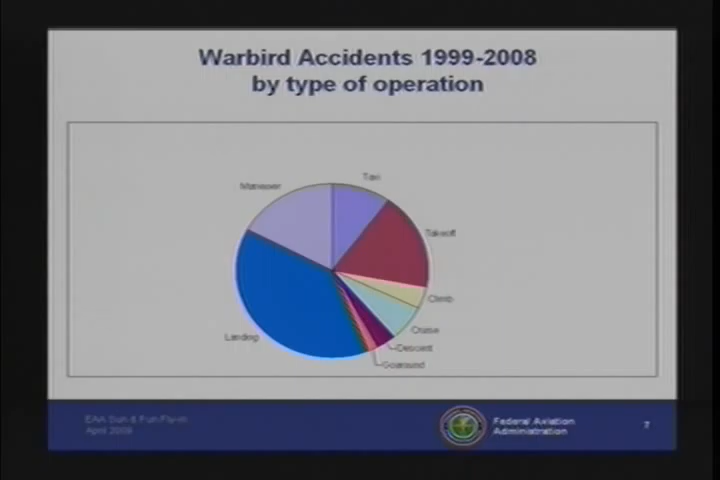 Warbird Accidents 1999-2008
by type of operation
Maneuver
Taxi
Takeoff
Climb
Cruise
Descent
Goaround
Landing
EAA Sun & Fun Fly-in
April 2009
Federal Aviation
Administration
7